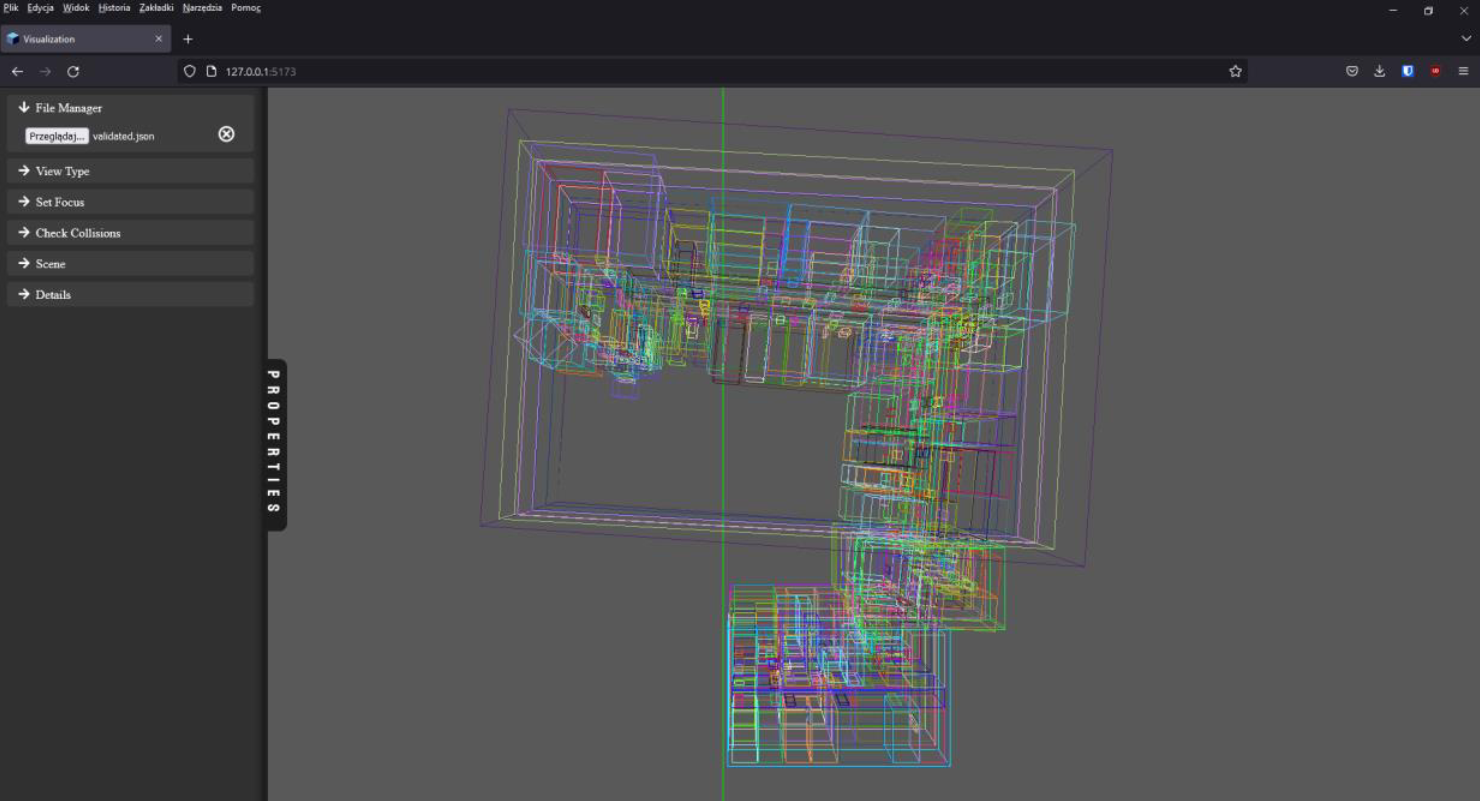 Plik Edycja Widok Historia Zakładki Narzędzia Pomoc
Visualization
127.0.0.1:5173
File Manager
Przeglądaj... validated.json
View Type
Set Focus
Check Collisions
Scene
Details
PROPERTIES